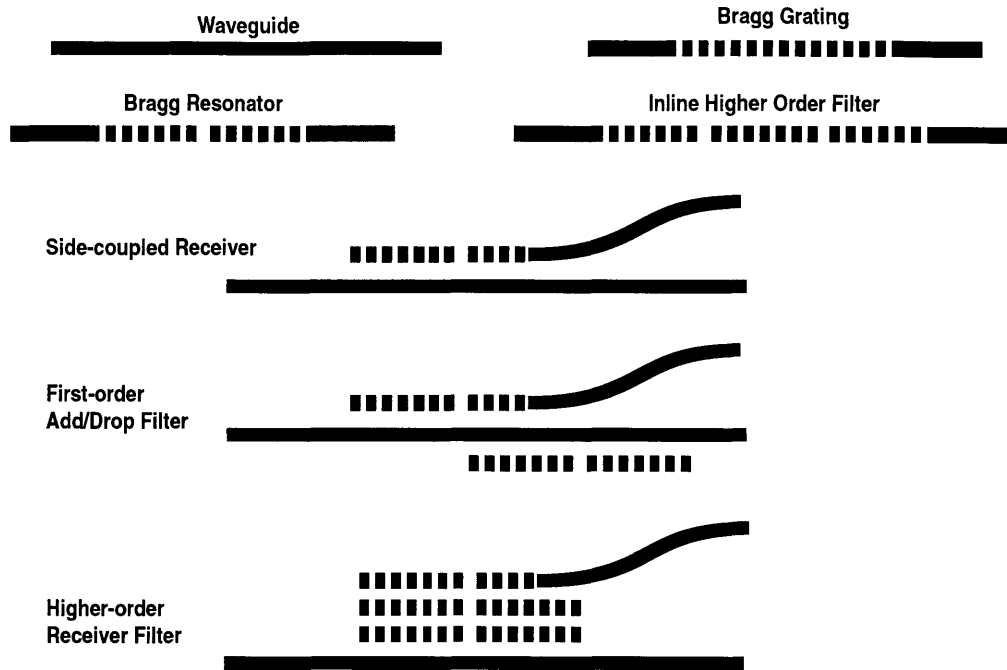 Waveguide
Bragg Grating
Bragg Resonator
Inline Higher Order Filter
Side-coupled Receiver
First-order
Add/Drop Filter
Higher-order
Receiver Filter